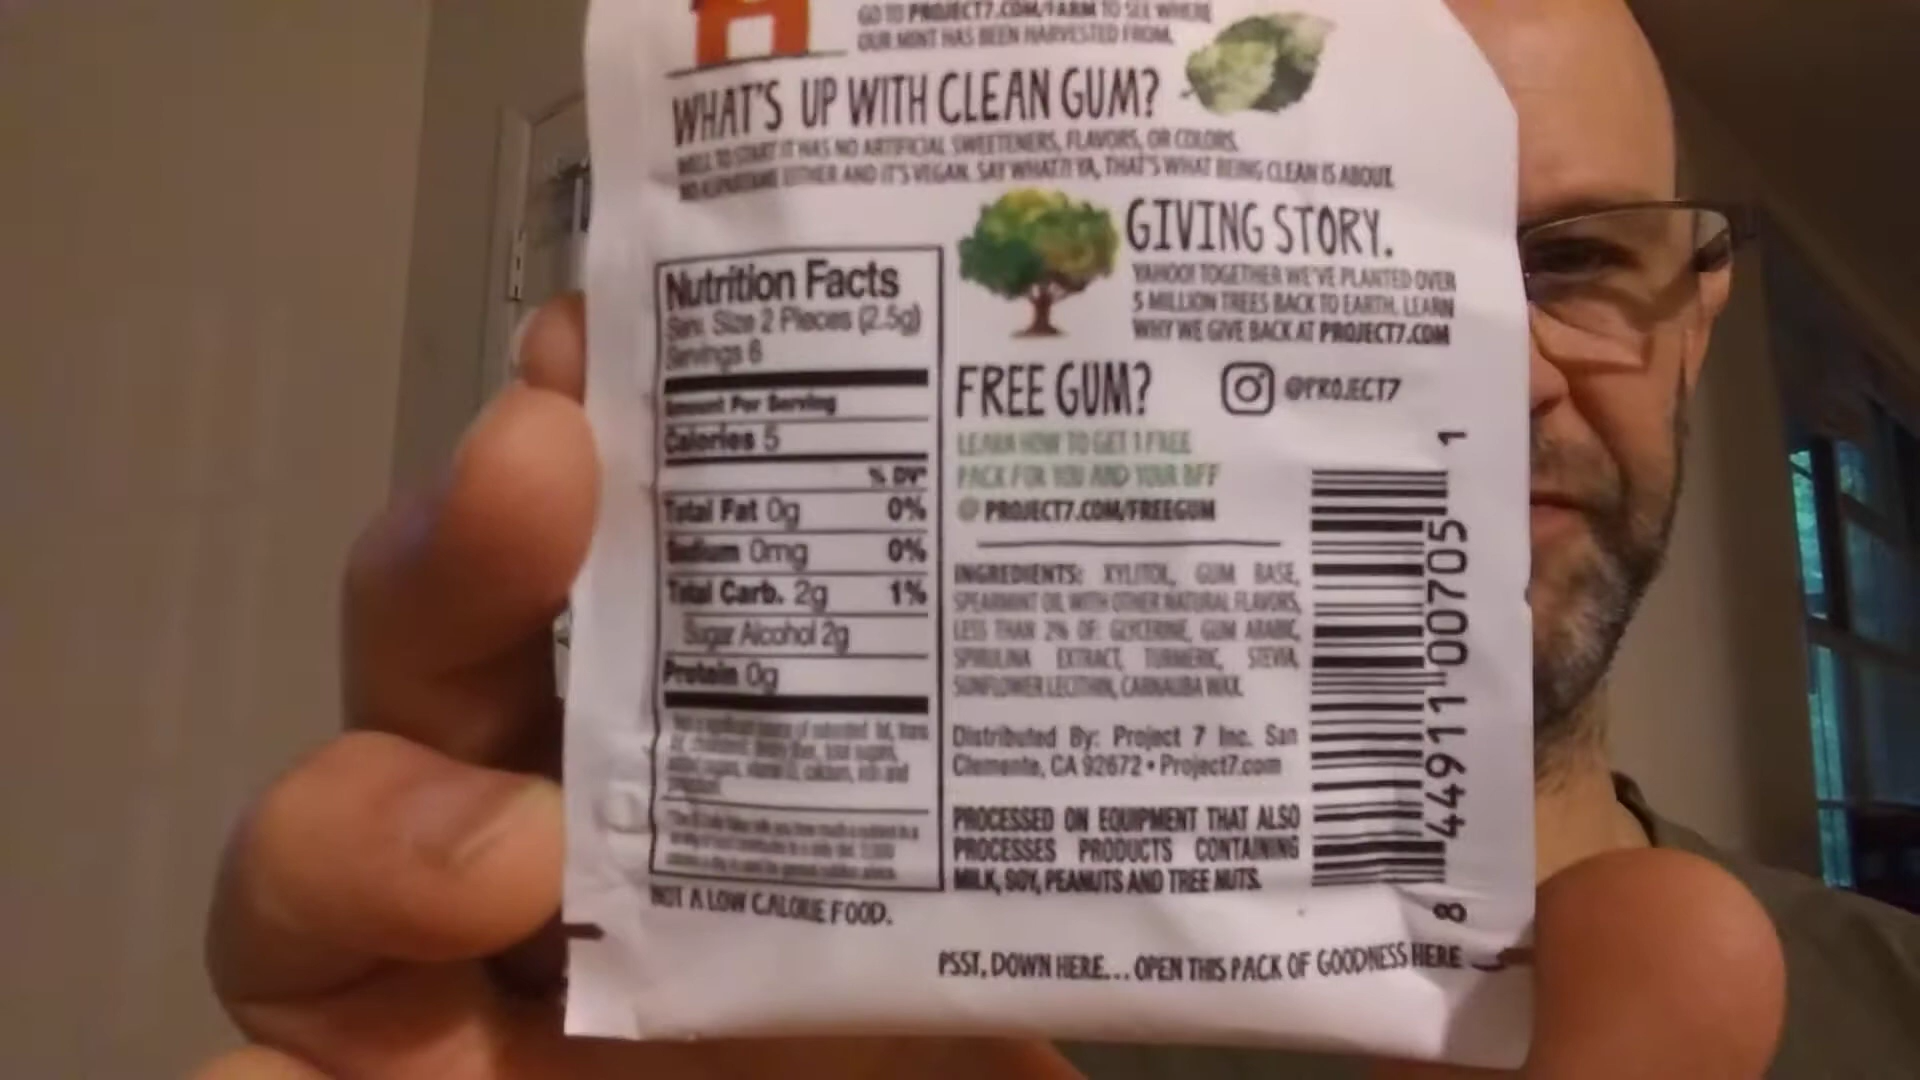 GO TO PROJECT7.COM/FARM TO SEE WHERE
OUR MINT HAS BEEN HARVESTED FROM.
WHAT'S UP WITH CLEAN GUM?
WELL TO START IT HAS NO ARTIFICIAL SWEETENERS, FLAVORS, OR COLORS.
NO ASPARTAME EITHER AND IT'S VEGAN. SAY WHAT?! YA, THAT'S WHAT BEING CLEAN IS ABOUT.
GIVING STORY.
YAHOO! TOGETHER WE'VE PLANTED OVER
5 MILLION TREES BACK TO EARTH. LEARN
WHY WE GIVE BACK AT PROJECT7.COM
Nutrition Facts
Serv. Size 2 Pieces (2.5g)
Servings 6
Amount Per Serving
Calories 5
% DV*
Total Fat 0g 0%
Sodium 0mg 0%
Total Carb. 2g 1%
Sugar Alcohol 2g
Protein 0g
NOT A LOW CALORIE FOOD.
FREE GUM?
@PROJECT7
LEARN HOW TO GET 1 FREE
PACK FOR YOU AND YOUR BFF
@ PROJECT7.COM/FREEGUM
INGREDIENTS: XYLITOL, GUM BASE,
SPEARMINT OIL WITH OTHER NATURAL FLAVORS,
LESS THAN 2% OF: GLYCERINE, GUM ARABIC,
SPIRULINA EXTRACT, TURMERIC, STEVIA,
SUNFLOWER LECITHIN, CARNAUBA WAX.
Distributed By: Project 7 Inc. San
Clemente, CA 92672 • Project7.com
PROCESSED ON EQUIPMENT THAT ALSO
PROCESSES PRODUCTS CONTAINING
MILK, SOY, PEANUTS AND TREE NUTS.
8 44911 00705 1
PSST, DOWN HERE... OPEN THIS PACK OF GOODNESS HERE